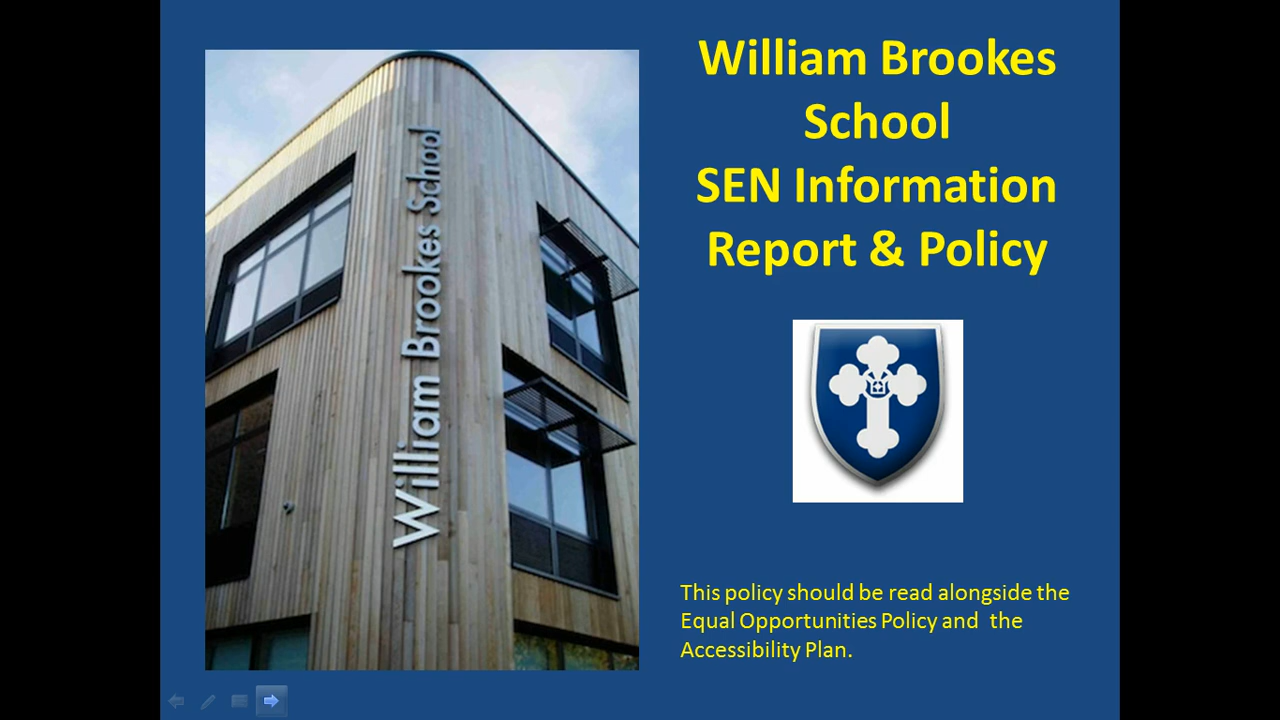 William Brookes School
William Brookes
School
SEN Information
Report & Policy
This policy should be read alongside the
Equal Opportunities Policy and  the
Accessibility Plan.